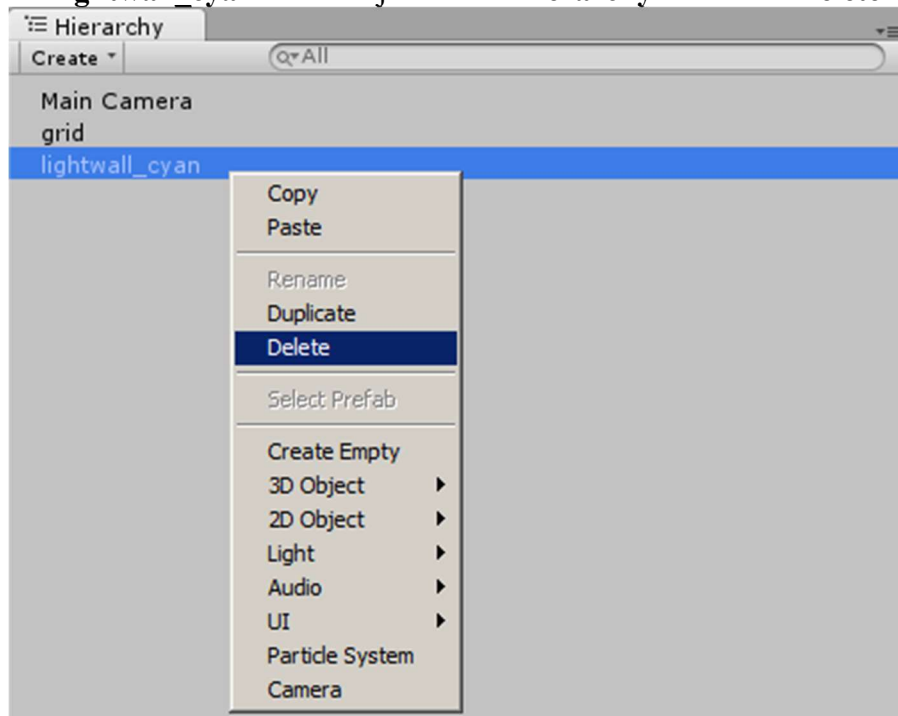 Hierarchy
Create
All
Main Camera
grid
lightwall_cyan
Copy
Paste
Rename
Duplicate
Delete
Select Prefab
Create Empty
3D Object
2D Object
Light
Audio
UI
Particle System
Camera